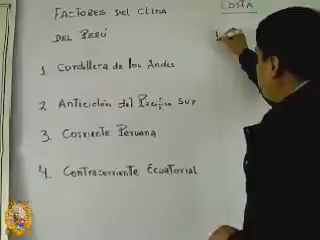 FACTORES DEL CLIMA
DEL PERÚ
1 Cordillera de los Andes
2 Anticiclón del Pacífico Sur
3. Corriente Peruana
4. Contracorriente Ecuatorial
COSTA